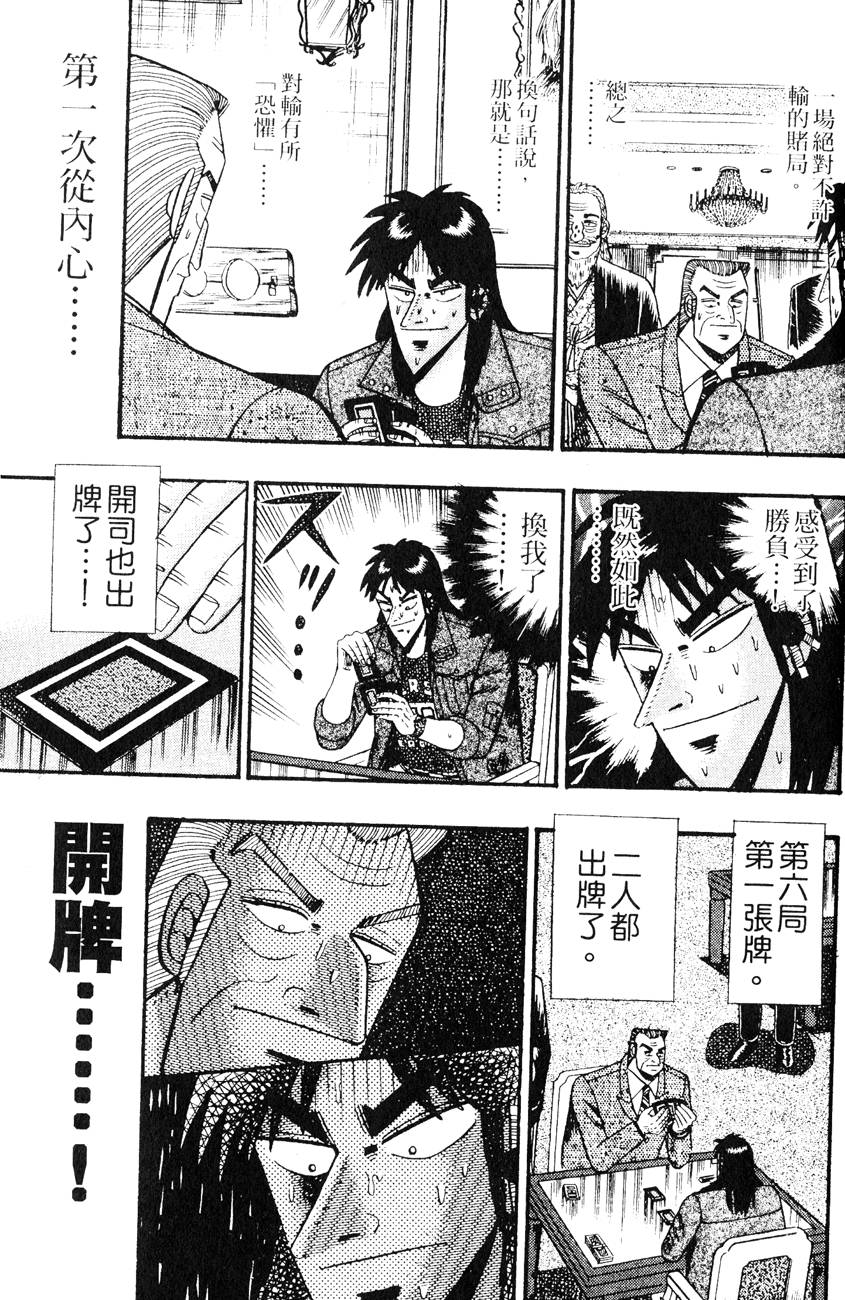 一場絕對不許
輸的賭局。
總之
………
換句話說，
那就是………
對輸有所
「恐懼」……
第一次從內心……
感受到了
勝負…！
既然如此
………
換我了
……！
スッ…
開司也出
牌了…！
第六局
第一張牌。
二人都
出牌了。
開牌……！